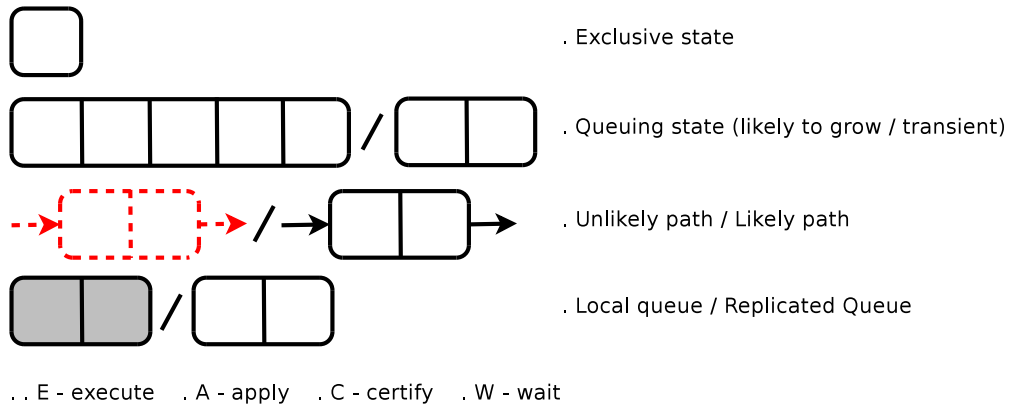 . Exclusive state
/ . Queuing state (likely to grow / transient)
/ . Unlikely path / Likely path
/ . Local queue / Replicated Queue
. . E - execute . A - apply . C - certify . W - wait